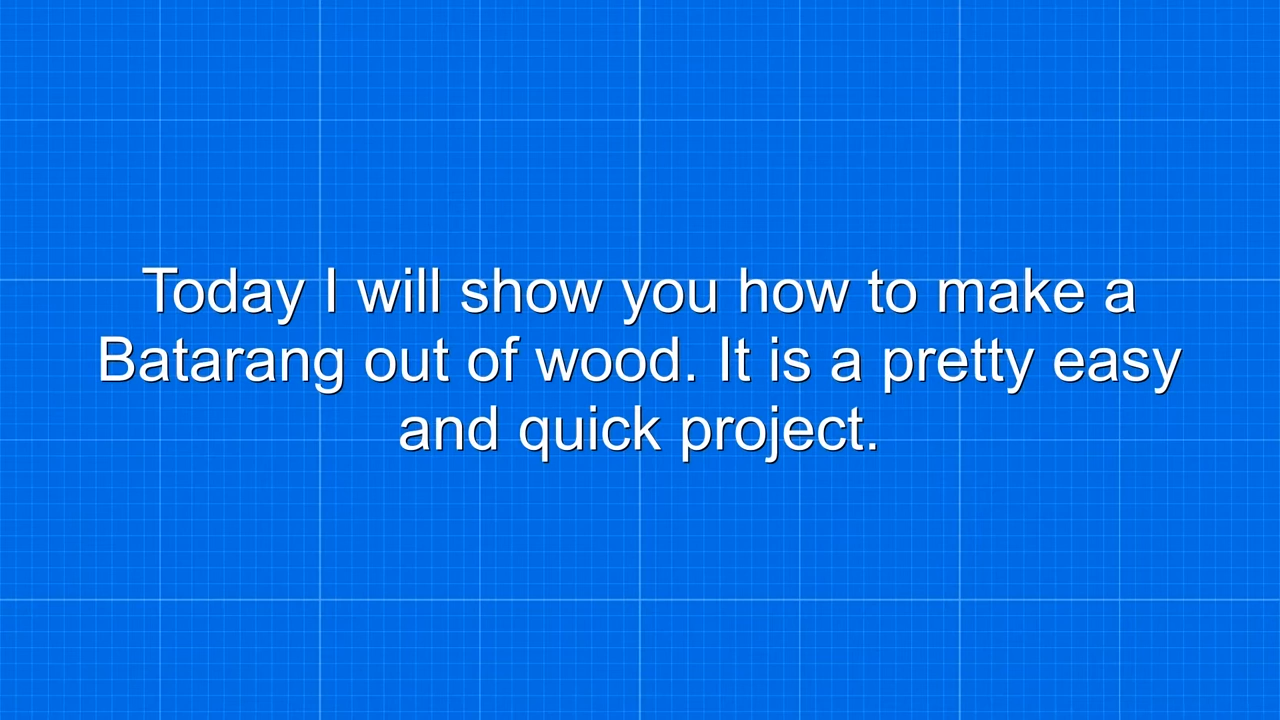 Today I will show you how to make a
Batarang out of wood. It is a pretty easy
and quick project.